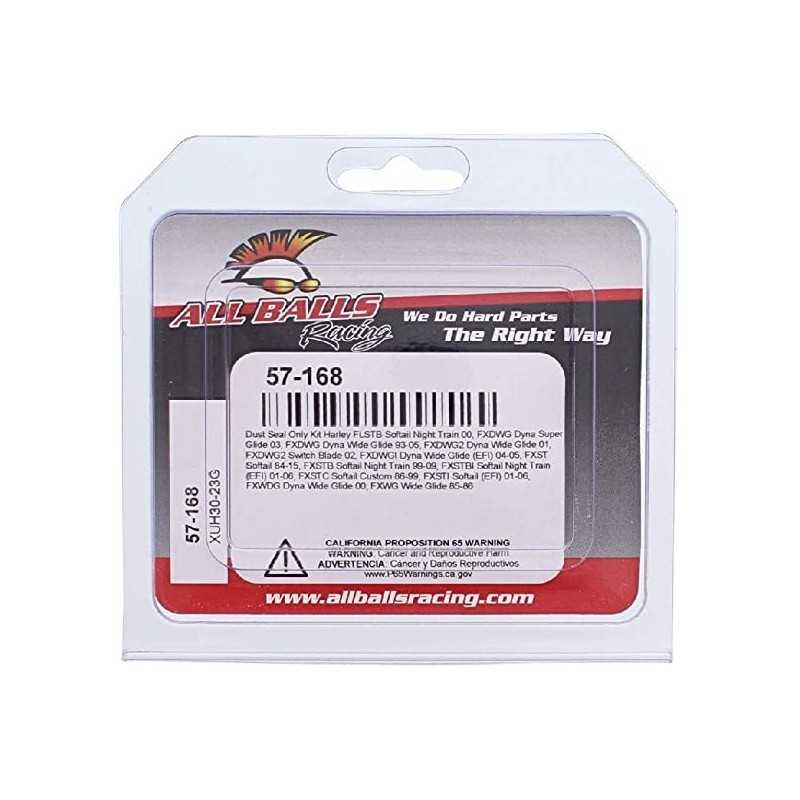 ALL BALLS
Racing
We Do Hard Parts
The Right Way
57-168
Dust Seal Only Kit Harley FLSTB Softail Night Train 00, FXDWG Dyna Super
Glide 03, FXDWG Dyna Wide Glide 93-05, FXDWG2 Dyna Wide Glide 01,
FXDWG2 Switch Blade 02, FXDWGI Dyna Wide Glide (EFI) 04-05, FXST
Softail 84-15, FXSTB Softail Night Train 99-09, FXSTBI Softail Night Train
(EFI) 01-06, FXSTC Softail Custom 86-99, FXSTI Softail (EFI) 01-06,
FXWDG Dyna Wide Glide 00, FXWG Wide Glide 85-86
57-168
XUH30-23G
CALIFORNIA PROPOSITION 65 WARNING
WARNING: Cancer and Reproductive Harm
ADVERTENCIA: Cáncer y Daños Reproductivos
www.P65Warnings.ca.gov
www.allballsracing.com